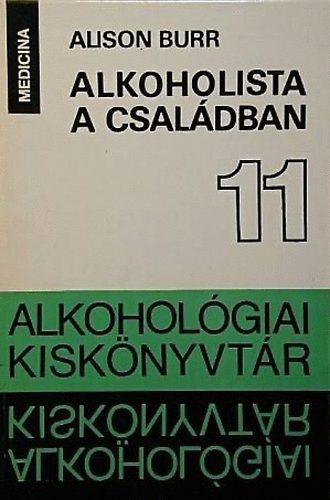 MEDICINA
ALISON BURR
ALKOHOLISTA
A CSALÁDBAN
11
ALKOHOLÓGIAI
KISKÖNYVTÁR
KISKÖNYVTÁR
ALKOHOLÓGIAI